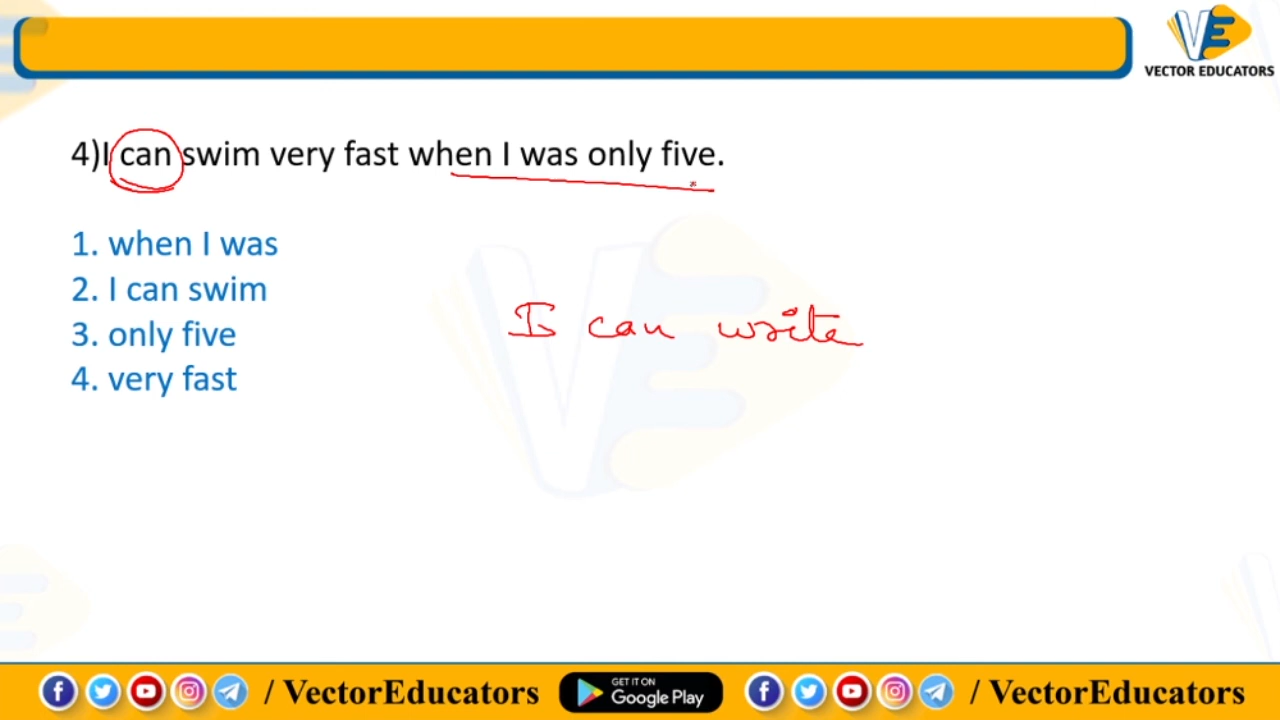 VECTOR EDUCATORS
4)I can swim very fast when I was only five.
1. when I was
2. I can swim
3. only five
4. very fast
I can write
/ VectorEducators GET IT ON Google Play / VectorEducators